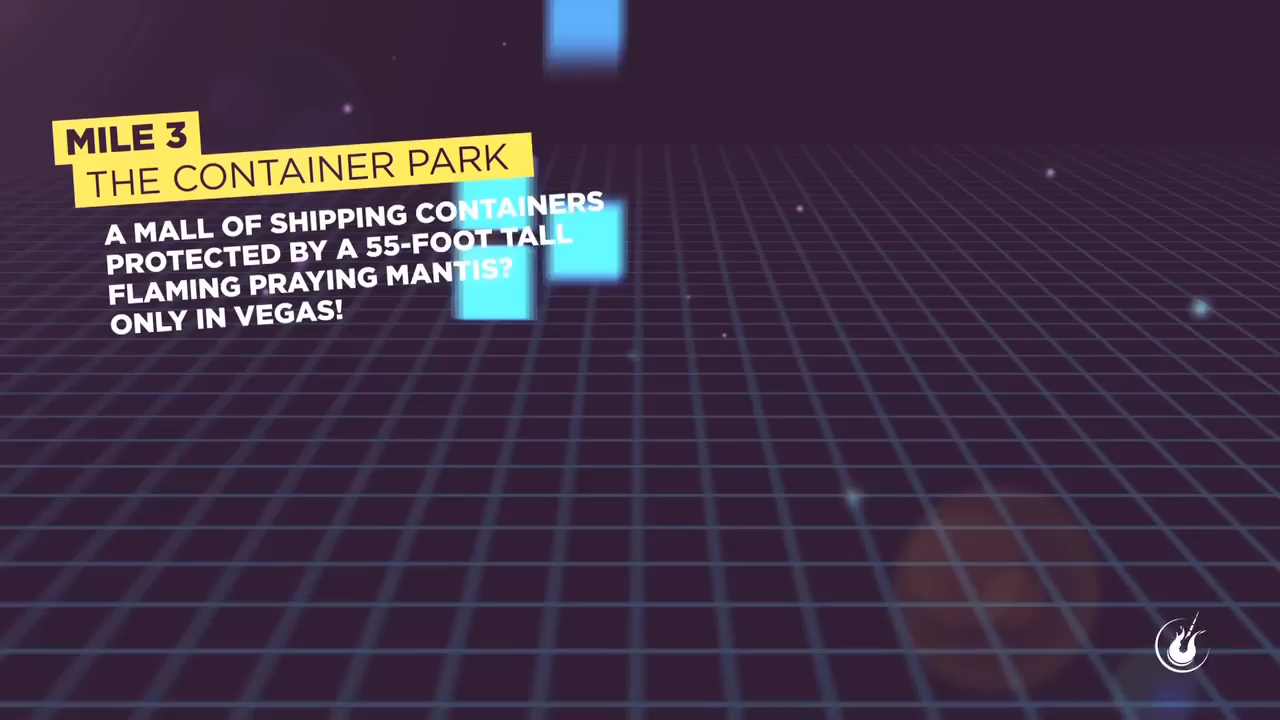 MILE 3
THE CONTAINER PARK
A MALL OF SHIPPING CONTAINERS
PROTECTED BY A 55-FOOT TALL
FLAMING PRAYING MANTIS?
ONLY IN VEGAS!